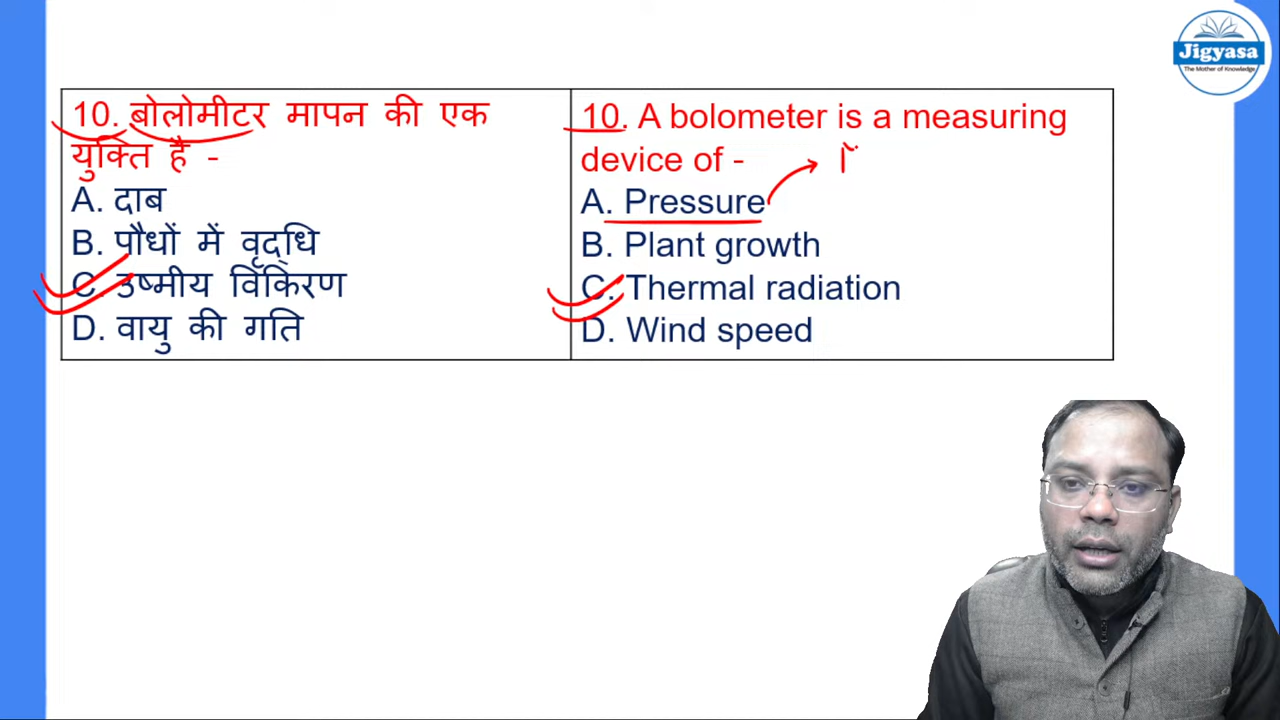 Jigyasa
The Mother of Knowledge
10. बोलोमीटर मापन की एक
युक्ति है -
A. दाब
B. पौधों में वृद्धि
C. उष्मीय विकिरण
D. वायु की गति
10. A bolometer is a measuring
device of -
A. Pressure
B. Plant growth
C. Thermal radiation
D. Wind speed